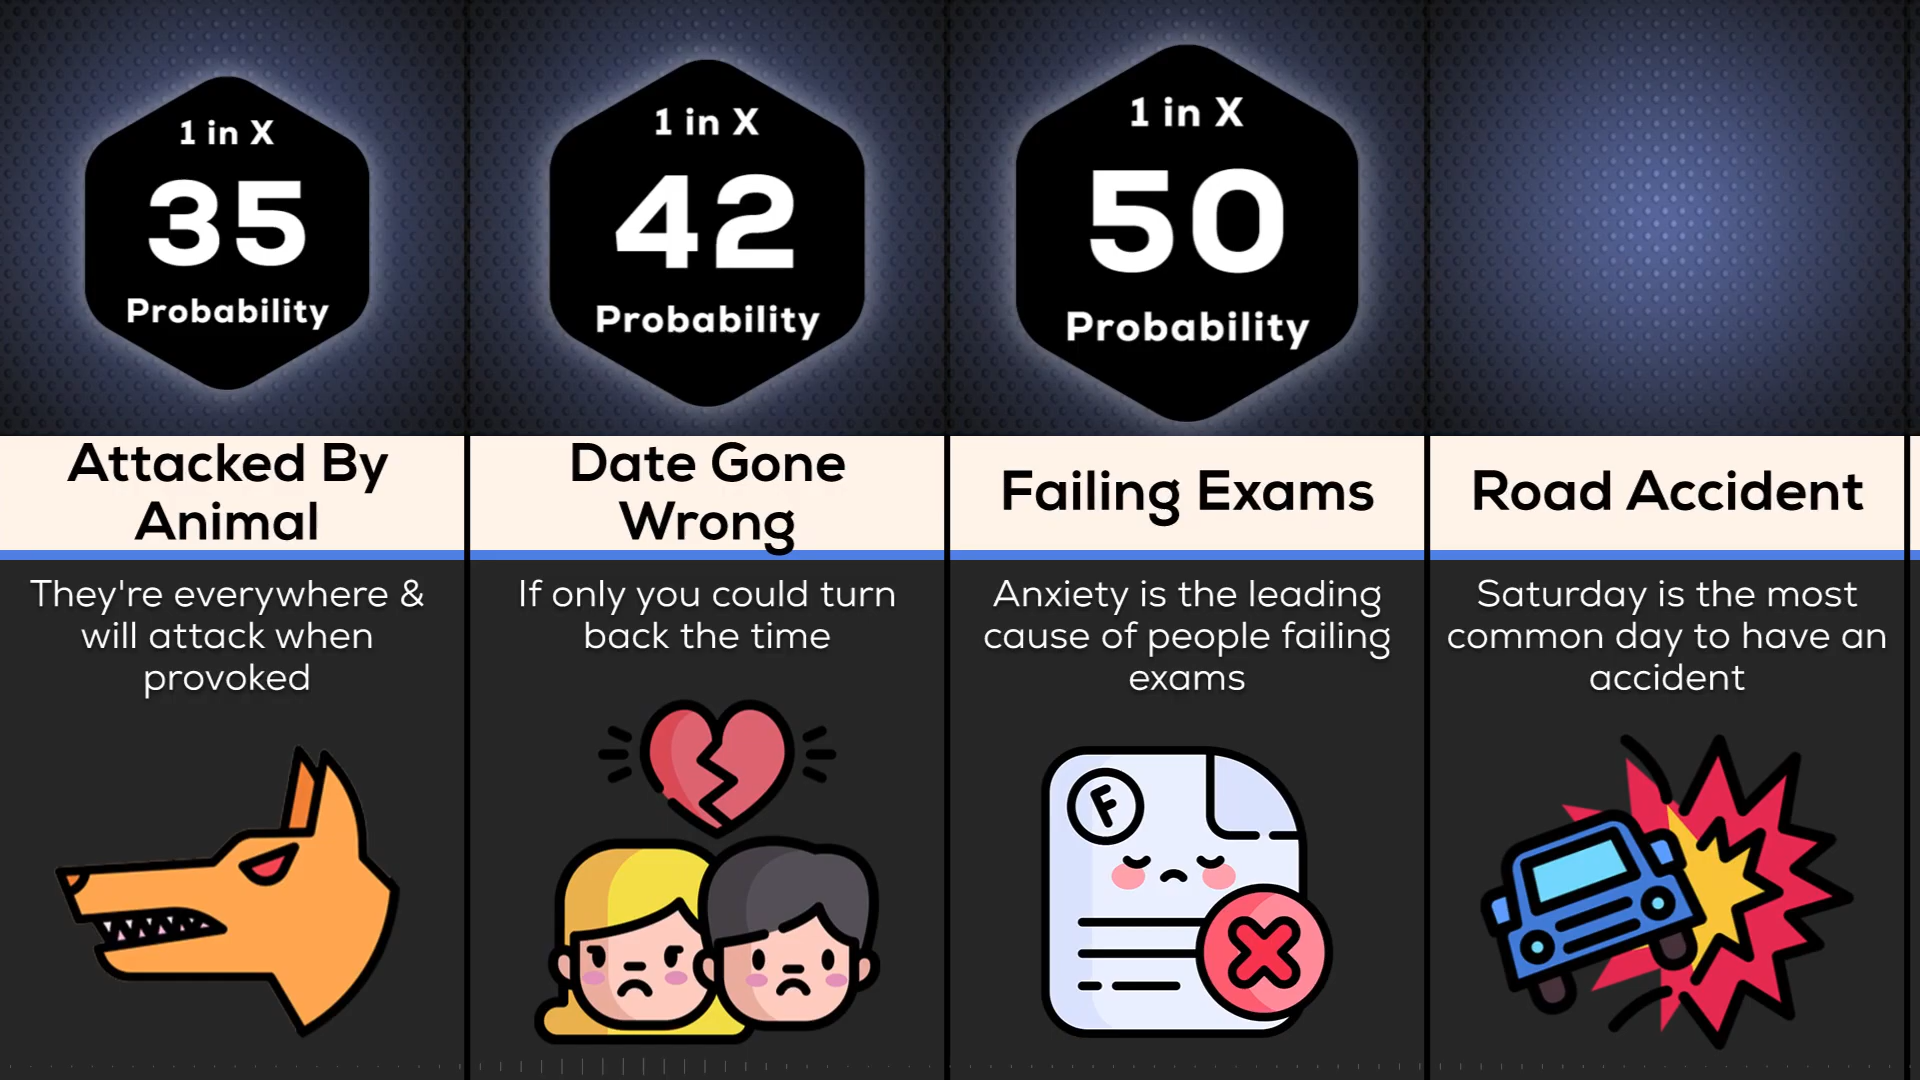 1 in X
35
Probability
Attacked By
Animal
They're everywhere &
will attack when
provoked
1 in X
42
Probability
Date Gone
Wrong
If only you could turn
back the time
1 in X
50
Probability
Failing Exams
Anxiety is the leading
cause of people failing
exams
F
Road Accident
Saturday is the most
common day to have an
accident